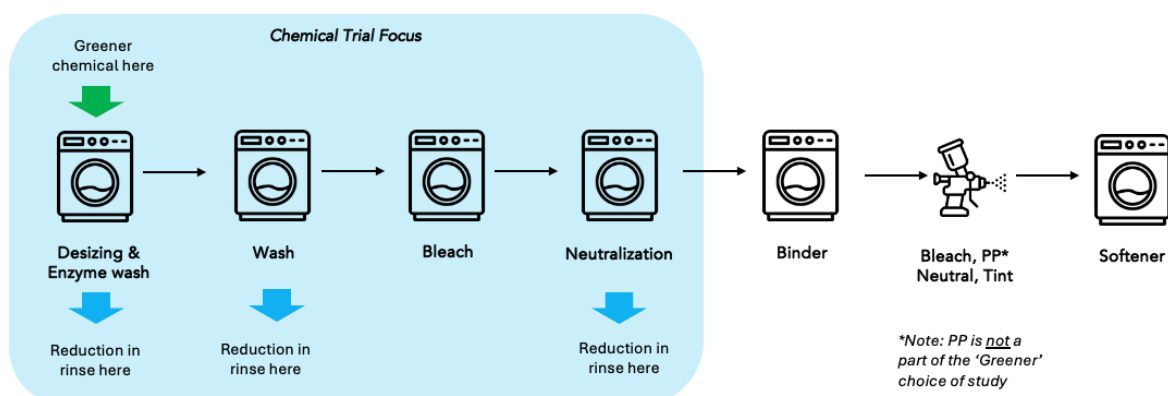 Chemical Trial Focus
Greener
chemical here
Desizing &
Enzyme wash
Wash
Bleach
Neutralization
Binder
Bleach, PP*
Neutral, Tint
Softener
Reduction in
rinse here
Reduction in
rinse here
Reduction in
rinse here
*Note: PP is not a
part of the ‘Greener’
choice of study